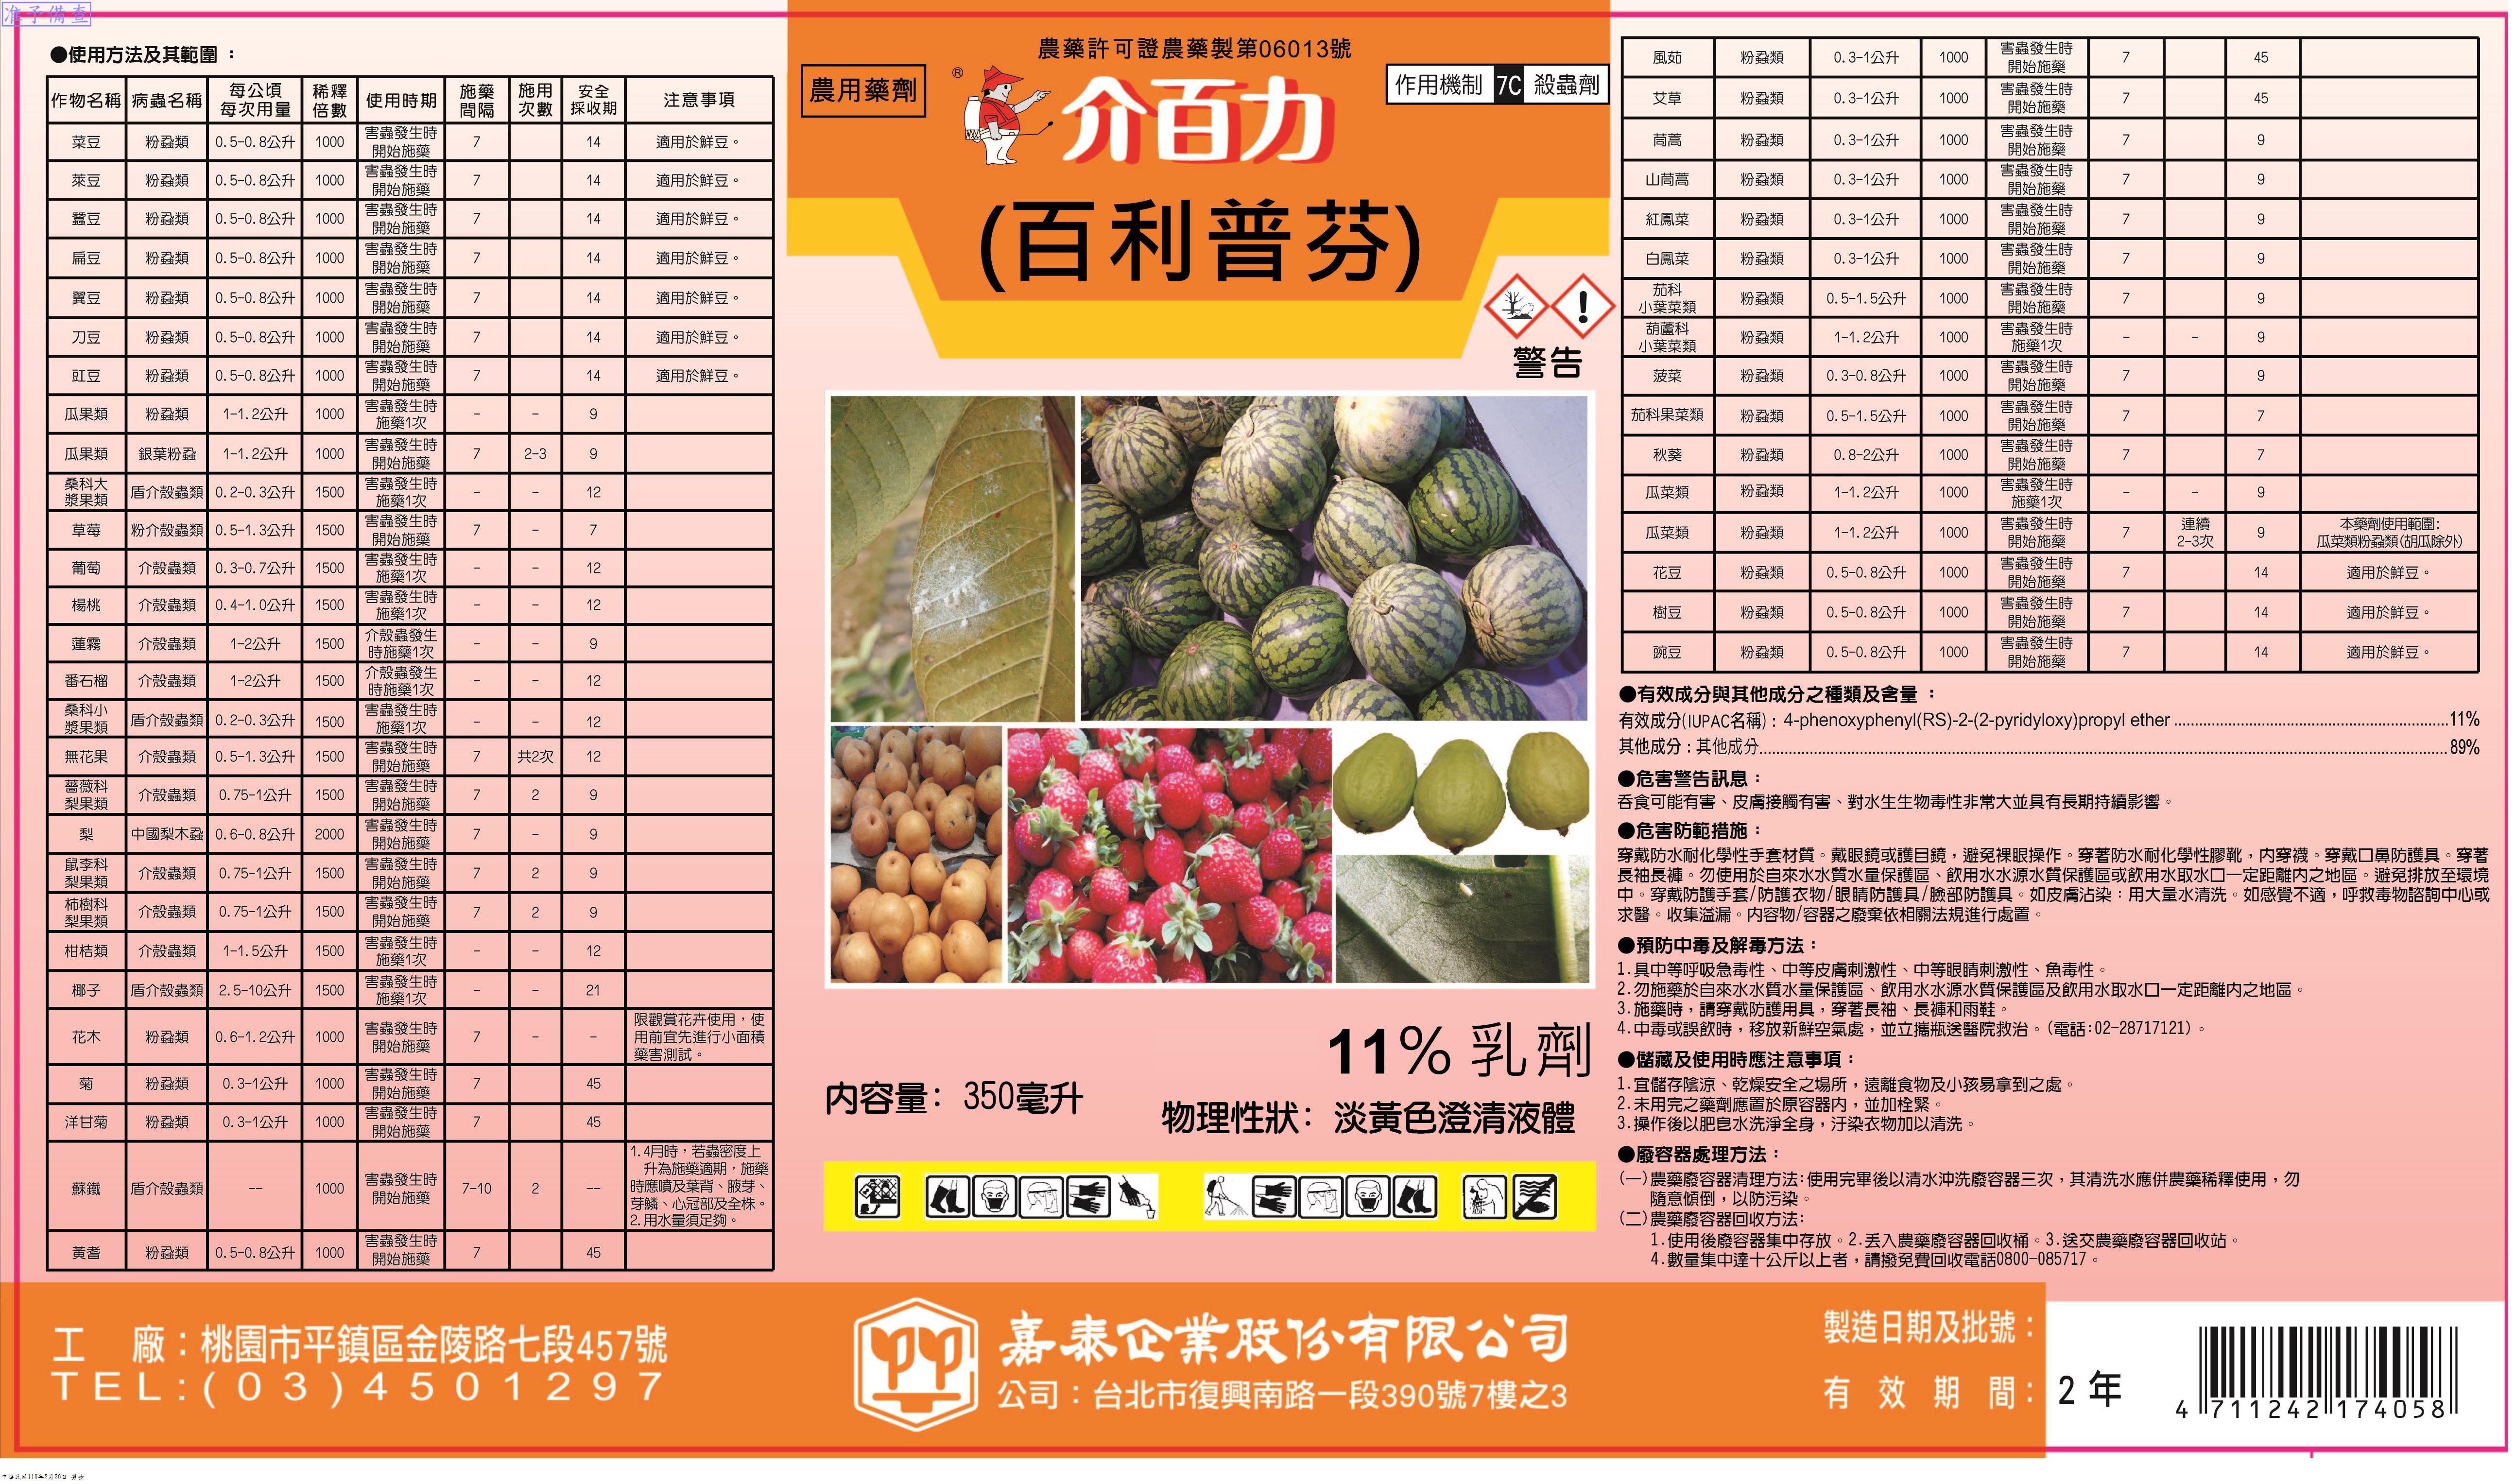 准予備查
●使用方法及其範圍：
作物名稱 病蟲名稱 每公頃每次用量 稀釋倍數 使用時期 施藥間隔 施用次數 安全採收期 注意事項
菜豆 粉蝨類 0.5-0.8公升 1000 害蟲發生時開始施藥 7 14 適用於鮮豆。
萊豆 粉蝨類 0.5-0.8公升 1000 害蟲發生時開始施藥 7 14 適用於鮮豆。
蠶豆 粉蝨類 0.5-0.8公升 1000 害蟲發生時開始施藥 7 14 適用於鮮豆。
扁豆 粉蝨類 0.5-0.8公升 1000 害蟲發生時開始施藥 7 14 適用於鮮豆。
翼豆 粉蝨類 0.5-0.8公升 1000 害蟲發生時開始施藥 7 14 適用於鮮豆。
刀豆 粉蝨類 0.5-0.8公升 1000 害蟲發生時開始施藥 7 14 適用於鮮豆。
豇豆 粉蝨類 0.5-0.8公升 1000 害蟲發生時開始施藥 7 14 適用於鮮豆。
瓜果類 粉蝨類 1-1.2公升 1000 害蟲發生時施藥1次 - - 9
瓜果類 銀葉粉蝨 1-1.2公升 1000 害蟲發生時開始施藥 7 2-3 9
桑科大漿果類 盾介殼蟲類 0.2-0.3公升 1500 害蟲發生時施藥1次 - - 12
草莓 粉介殼蟲類 0.5-1.3公升 1500 害蟲發生時開始施藥 7 - 7
葡萄 介殼蟲類 0.3-0.7公升 1500 害蟲發生時施藥1次 - - 12
楊桃 介殼蟲類 0.4-1.0公升 1500 害蟲發生時施藥1次 - - 12
蓮霧 介殼蟲類 1-2公升 1500 介殼蟲發生時施藥1次 - - 9
番石榴 介殼蟲類 1-2公升 1500 介殼蟲發生時施藥1次 - - 12
桑科小漿果類 盾介殼蟲類 0.2-0.3公升 1500 害蟲發生時施藥1次 - - 12
無花果 介殼蟲類 0.5-1.3公升 1500 害蟲發生時開始施藥 7 共2次 12
薔薇科梨果類 介殼蟲類 0.75-1公升 1500 害蟲發生時開始施藥 7 2 9
梨 中國梨木蝨 0.6-0.8公升 2000 害蟲發生時開始施藥 7 - 9
鼠李科梨果類 介殼蟲類 0.75-1公升 1500 害蟲發生時開始施藥 7 2 9
柿樹科梨果類 介殼蟲類 0.75-1公升 1500 害蟲發生時開始施藥 7 2 9
柑桔類 介殼蟲類 1-1.5公升 1500 害蟲發生時施藥1次 - - 12
椰子 盾介殼蟲類 2.5-10公升 1500 害蟲發生時施藥1次 - - 21
花木 粉蝨類 0.6-1.2公升 1000 害蟲發生時開始施藥 7 - - 限觀賞花卉使用，使用前宜先進行小面積藥害測試。
菊 粉蝨類 0.3-1公升 1000 害蟲發生時開始施藥 7 45
洋甘菊 粉蝨類 0.3-1公升 1000 害蟲發生時開始施藥 7 45
蘇鐵 盾介殼蟲類 -- 1000 害蟲發生時開始施藥 7-10 2 -- 1.4月時，若蟲密度上升為施藥適期，施藥時應噴及葉背、腋芽、芽鱗、心冠部及全株。2.用水量須足夠。
黃耆 粉蝨類 0.5-0.8公升 1000 害蟲發生時開始施藥 7 45
農藥許可證農藥製第06013號
農用藥劑
®
作用機制 7C 殺蟲劑
介百力
(百利普芬)
警告
11% 乳劑
內容量：350毫升
物理性狀：淡黃色澄清液體
風茹 粉蝨類 0.3-1公升 1000 害蟲發生時開始施藥 7 45
艾草 粉蝨類 0.3-1公升 1000 害蟲發生時開始施藥 7 45
茼蒿 粉蝨類 0.3-1公升 1000 害蟲發生時開始施藥 7 9
山茼蒿 粉蝨類 0.3-1公升 1000 害蟲發生時開始施藥 7 9
紅鳳菜 粉蝨類 0.3-1公升 1000 害蟲發生時開始施藥 7 9
白鳳菜 粉蝨類 0.3-1公升 1000 害蟲發生時開始施藥 7 9
茄科小葉菜類 粉蝨類 0.5-1.5公升 1000 害蟲發生時開始施藥 7 9
葫蘆科小葉菜類 粉蝨類 1-1.2公升 1000 害蟲發生時施藥1次 - - 9
菠菜 粉蝨類 0.3-0.8公升 1000 害蟲發生時開始施藥 7 9
茄科果菜類 粉蝨類 0.5-1.5公升 1000 害蟲發生時開始施藥 7 7
秋葵 粉蝨類 0.8-2公升 1000 害蟲發生時開始施藥 7 7
瓜菜類 粉蝨類 1-1.2公升 1000 害蟲發生時施藥1次 - - 9
瓜菜類 粉蝨類 1-1.2公升 1000 害蟲發生時開始施藥 7 連續2-3次 9 本藥劑使用範圍：瓜菜類粉蝨類(胡瓜除外)
花豆 粉蝨類 0.5-0.8公升 1000 害蟲發生時開始施藥 7 14 適用於鮮豆。
樹豆 粉蝨類 0.5-0.8公升 1000 害蟲發生時開始施藥 7 14 適用於鮮豆。
豌豆 粉蝨類 0.5-0.8公升 1000 害蟲發生時開始施藥 7 14 適用於鮮豆。
●有效成分與其他成分之種類及含量：
有效成分(IUPAC名稱)：4-phenoxyphenyl(RS)-2-(2-pyridyloxy)propyl ether ........ 11%
其他成分：其他成分........ 89%
●危害警告訊息：
吞食可能有害、皮膚接觸有害、對水生生物毒性非常大並具有長期持續影響。
●危害防範措施：
穿戴防水耐化學性手套材質。戴眼鏡或護目鏡，避免裸眼操作。穿著防水耐化學性膠靴，內穿襪。穿戴口鼻防護具。穿著
長袖長褲。勿使用於自來水水質水量保護區、飲用水水源水質保護區或飲用水取水口一定距離內之地區。避免排放至環境
中。穿戴防護手套/防護衣物/眼睛防護具/臉部防護具。如皮膚沾染：用大量水清洗。如感覺不適，呼救毒物諮詢中心或
求醫。收集溢漏。內容物/容器之廢棄依相關法規進行處置。
●預防中毒及解毒方法：
1.具中等呼吸急毒性、中等皮膚刺激性、中等眼睛刺激性、魚毒性。
2.勿施藥於自來水水質水量保護區、飲用水水源水質保護區及飲用水取水口一定距離內之地區。
3.施藥時，請穿戴防護用具，穿著長袖、長褲和雨鞋。
4.中毒或誤飲時，移放新鮮空氣處，並立攜瓶送醫院救治。(電話:02-28717121)。
●儲藏及使用時應注意事項：
1.宜儲存陰涼、乾燥安全之場所，遠離食物及小孩易拿到之處。
2.未用完之藥劑應置於原容器內，並加栓緊。
3.操作後以肥皂水洗淨全身，汙染衣物加以清洗。
●廢容器處理方法：
(一)農藥廢容器清理方法:使用完畢後以清水沖洗廢容器三次，其清洗水應併農藥稀釋使用，勿
隨意傾倒，以防污染。
(二)農藥廢容器回收方法:
1.使用後廢容器集中存放。2.丟入農藥廢容器回收桶。3.送交農藥廢容器回收站。
4.數量集中達十公斤以上者，請撥免費回收電話0800-085717。
工　廠：桃園市平鎮區金陵路七段457號
TEL:(03)4501297
嘉泰企業股份有限公司
公司：台北市復興南路一段390號7樓之3
製造日期及批號：
有效期間：2年
4 711242 174058
中華民國110年2月20日 簽發